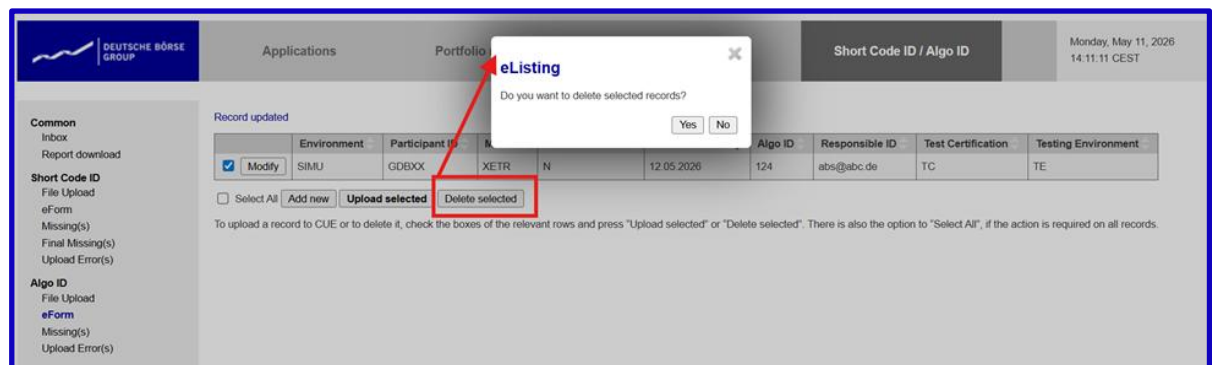 DEUTSCHE BÖRSE
GROUP
Applications
Portfolio
Short Code ID / Algo ID
Monday, May 11, 2026
14:11:11 CEST
eListing
Do you want to delete selected records?
Yes No
Common
Inbox
Report download
Short Code ID
File Upload
eForm
Missing(s)
Final Missing(s)
Upload Error(s)
Algo ID
File Upload
eForm
Missing(s)
Upload Error(s)
Record updated
Environment Participant ID Algo ID Responsible ID Test Certification Testing Environment
Modify SIMU GDBXX XETR N 12.05.2026 124 abs@abc.de TC TE
Select All Add new Upload selected Delete selected
To upload a record to CUE or to delete it, check the boxes of the relevant rows and press "Upload selected" or "Delete selected". There is also the option to "Select All", if the action is required on all records.